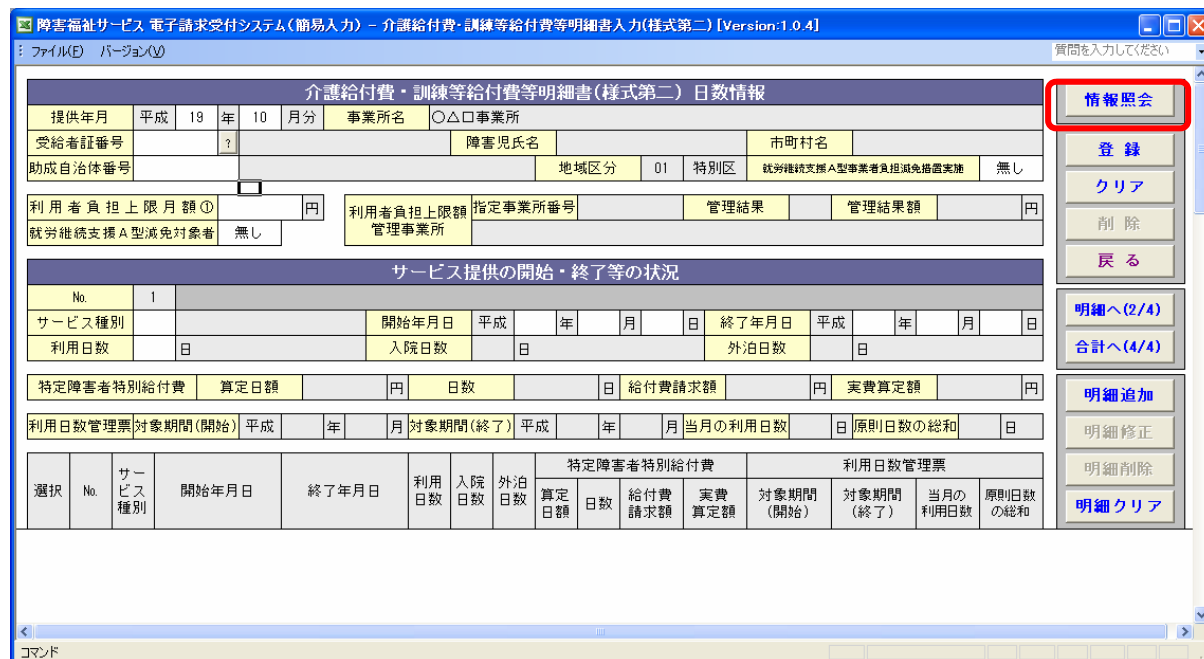 障害福祉サービス 電子請求受付システム(簡易入力) - 介護給付費・訓練等給付費等明細書入力(様式第二) [Version:1.0.4]
ファイル(F) バージョン(V) 質問を入力してください
介護給付費・訓練等給付費等明細書(様式第二) 日数情報
情報照会
提供年月 平成 19 年 10 月分 事業所名 〇△口事業所
受給者証番号 ? 障害児氏名 市町村名
登 録
助成自治体番号 地域区分 01 特別区 就労継続支援A型事業者負担減免措置実施 無し
クリア
利用者負担上限月額① 円 利用者負担上限額管理事業所 指定事業所番号 管理結果 管理結果額 円
削 除
就労継続支援A型減免対象者 無し
戻 る
サービス提供の開始・終了等の状況
No. 1
明細へ(2/4)
サービス種別 開始年月日 平成 年 月 日 終了年月日 平成 年 月 日
利用日数 日 入院日数 日 外泊日数 日
合計へ(4/4)
特定障害者特別給付費 算定日額 円 日数 日 給付費請求額 円 実費算定額 円
明細追加
利用日数管理票 対象期間(開始) 平成 年 月 対象期間(終了) 平成 年 月 当月の利用日数 日 原則日数の総和 日
明細修正
特定障害者特別給付費 利用日数管理票
明細削除
選択 No. サービス種別 開始年月日 終了年月日 利用日数 入院日数 外泊日数 算定日額 日数 給付費請求額 実費算定額 対象期間(開始) 対象期間(終了) 当月の利用日数 原則日数の総和
明細クリア
コマンド